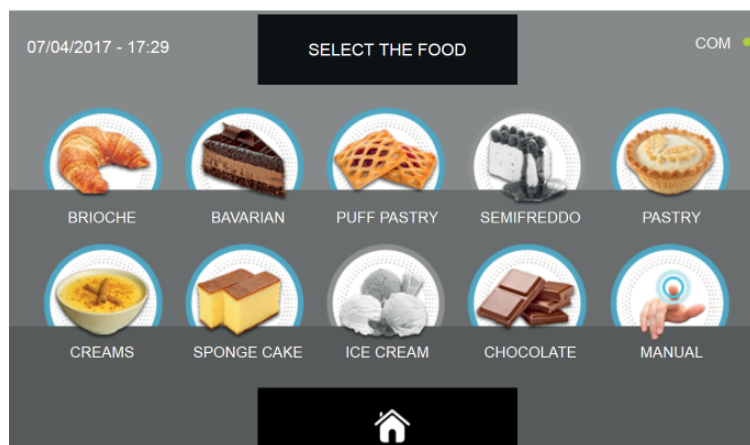 07/04/2017 - 17:29
SELECT THE FOOD
COM
BRIOCHE
BAVARIAN
PUFF PASTRY
SEMIFREDDO
PASTRY
CREAMS
SPONGE CAKE
ICE CREAM
CHOCOLATE
MANUAL